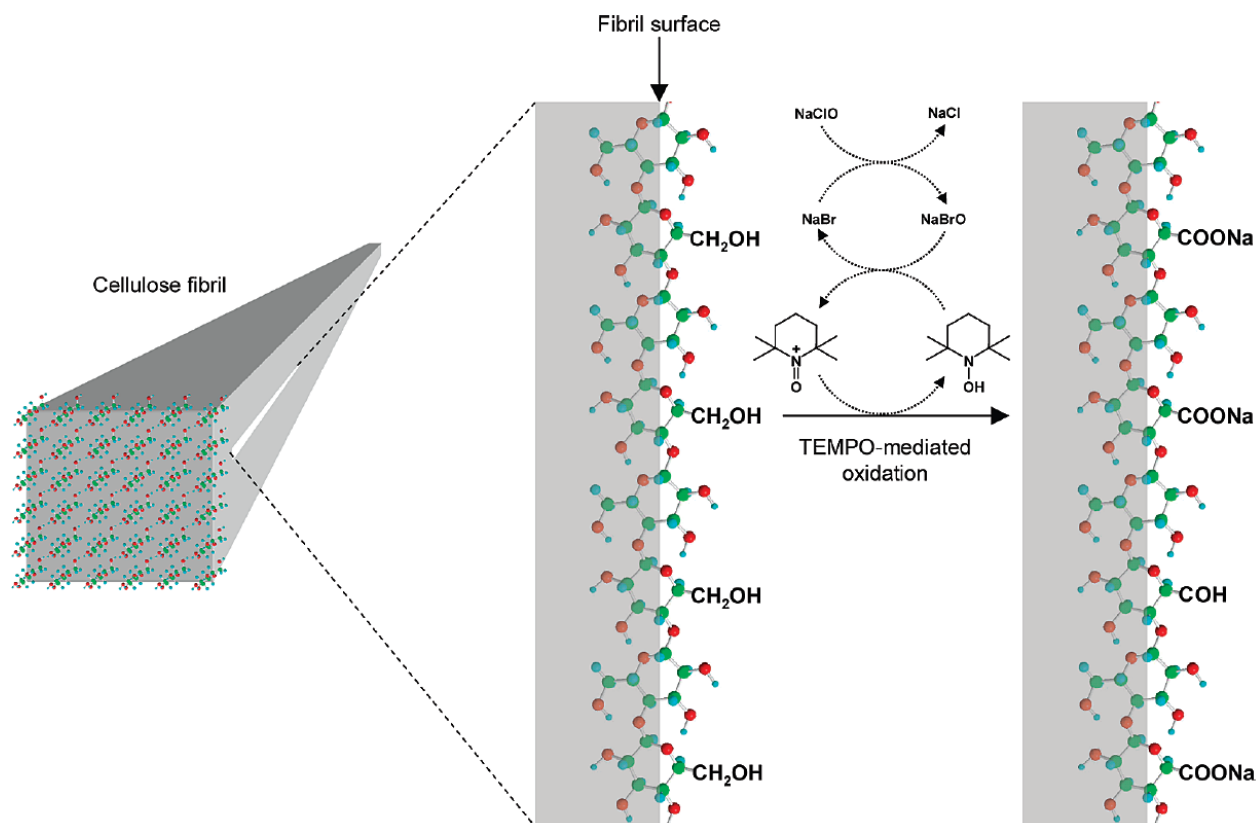 Fibril surface
Cellulose fibril
NaClO
NaCl
NaBr
NaBrO
N
+
O
N
OH
TEMPO-mediated
oxidation
CH₂OH
CH₂OH
CH₂OH
CH₂OH
COONa
COONa
COH
COONa